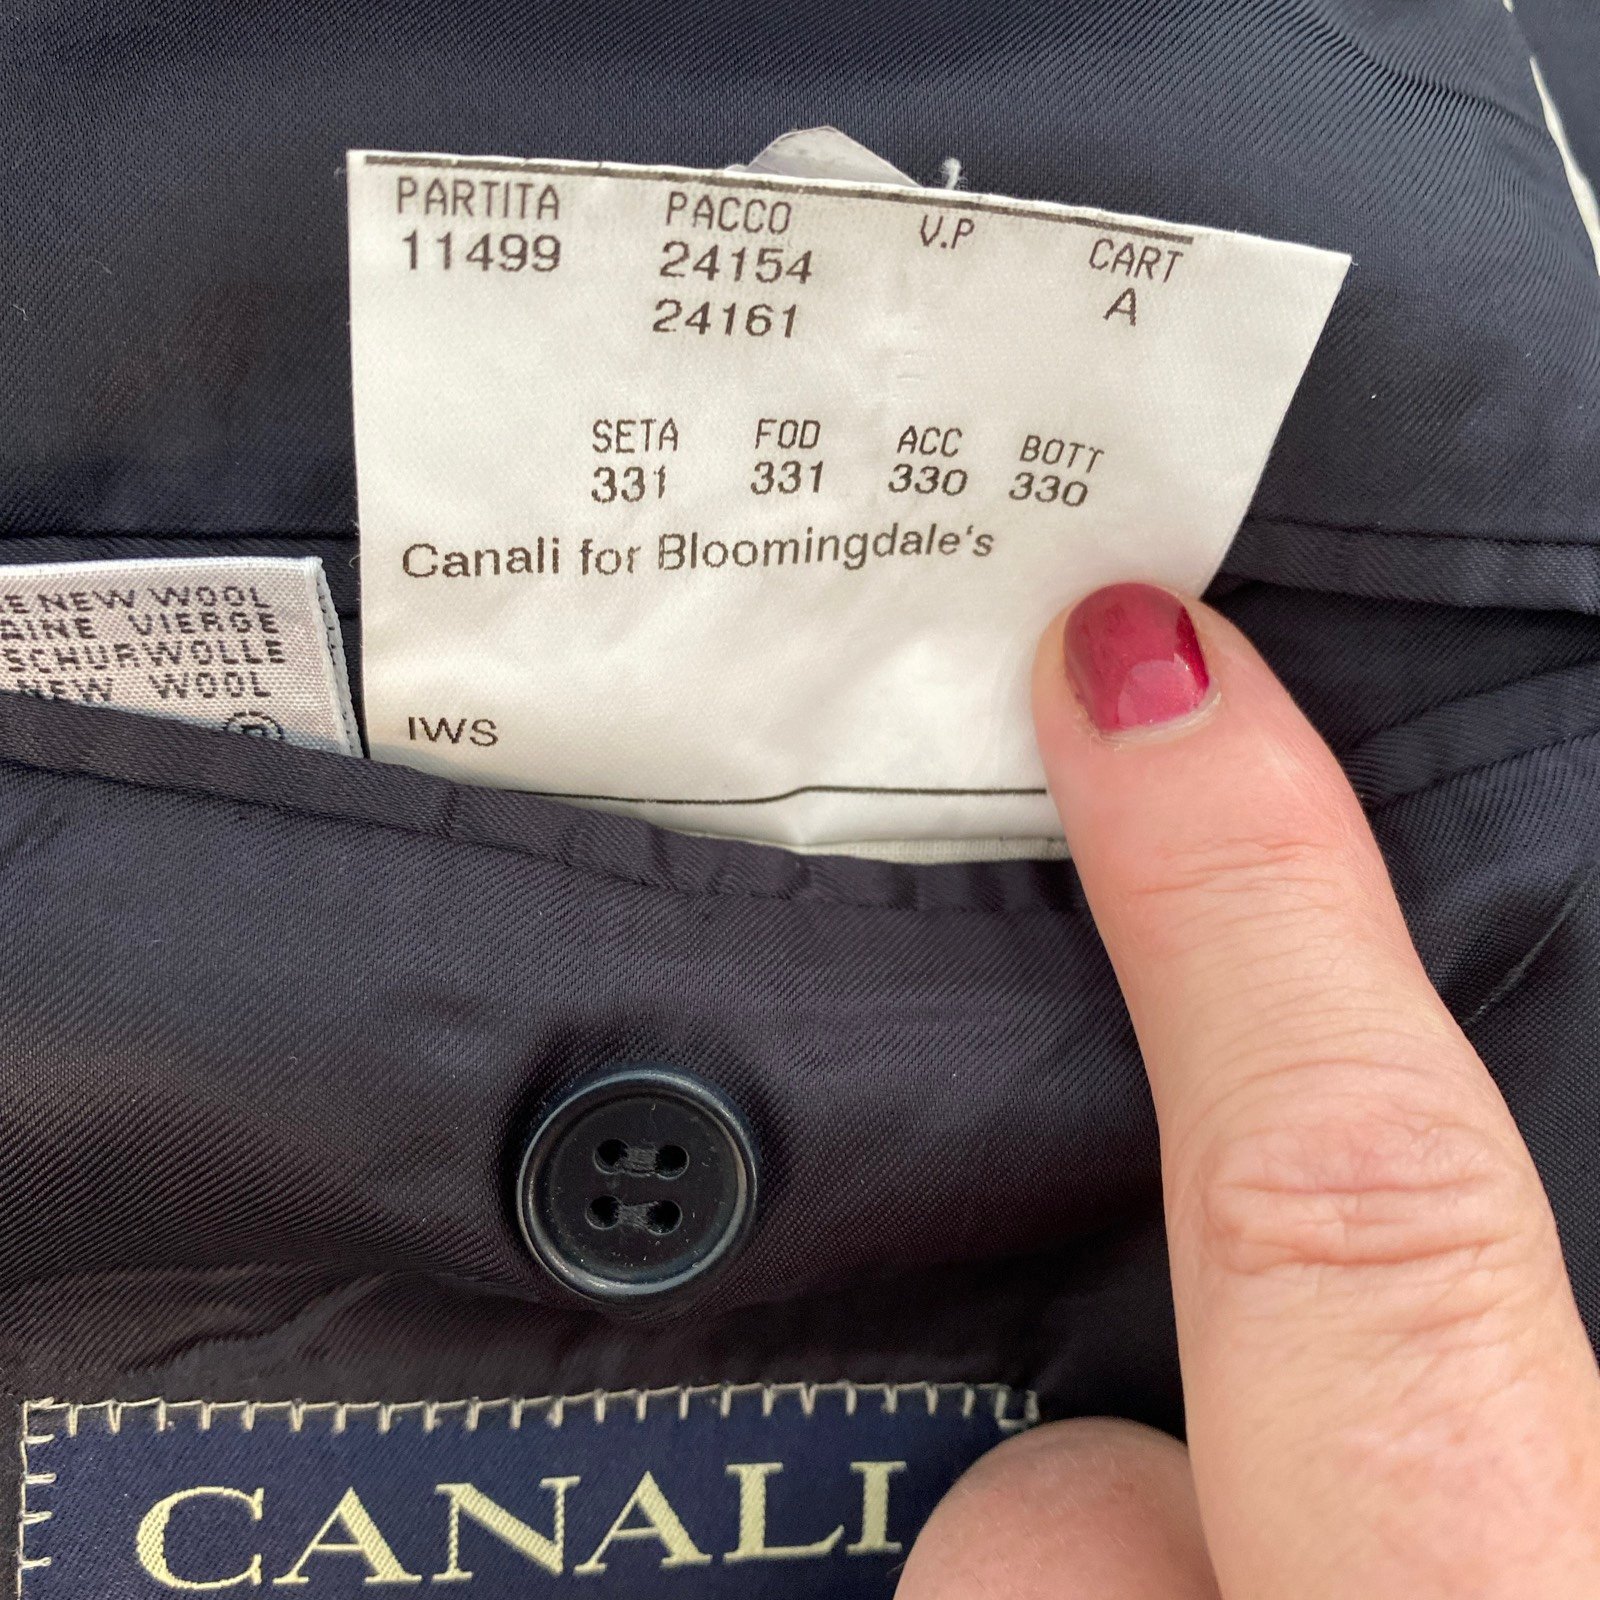 PARTITA PACCO V.P CART
11499 24154 A
24161
SETA FOD ACC BOTT
331 331 330 330
Canali for Bloomingdale's
IWS
NEW WOOL
VIERGE
SCHURWOLLE
NEW WOOL
CANALI